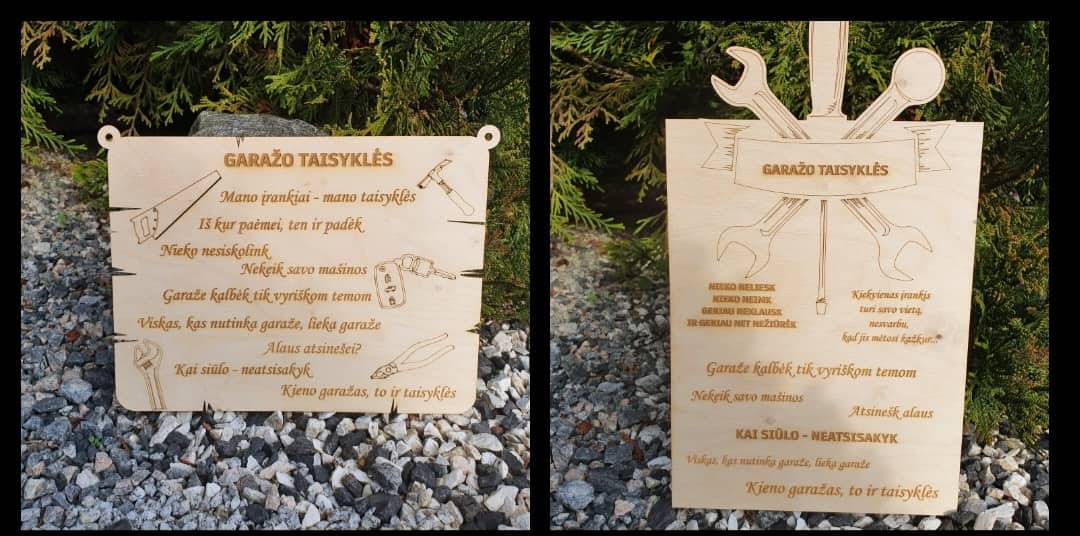 GARAŽO TAISYKLĖS
Mano įrankiai - mano taisyklės
Iš kur paėmei, ten ir padėk
Nieko nesiskolink
Nekeik savo mašinos
Garaže kalbėk tik vyriškom temom
Viskas, kas nutinka garaže, lieka garaže
Alaus atsinešei?
Kai siūlo - neatsisakyk
Kieno garažas, to ir taisyklės
GARAŽO TAISYKLĖS
NIEKO NELIESK
NIEKO NEIMK
GERIAU NEKLAUSK
IR GERIAU NET NEŽIŪRĖK
Kiekvienas įrankis
turi savo vietą,
nesvarbu,
kad jis mėtosi kažkur...
Garaže kalbėk tik vyriškom temom
Nekeik savo mašinos
Atsinešk alaus
KAI SIŪLO - NEATSISAKYK
Viskas, kas nutinka garaže, lieka garaže
Kieno garažas, to ir taisyklės